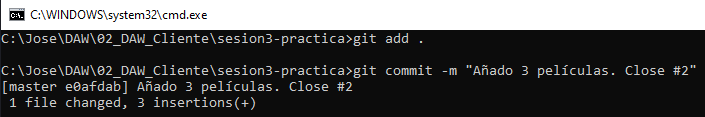 C:\WINDOWS\system32\cmd.exe
C:\Jose\DAW\02_DAW_Cliente\sesion3-practica>git add .
C:\Jose\DAW\02_DAW_Cliente\sesion3-practica>git commit -m "Añado 3 películas. Close #2"
[master e0afdab] Añado 3 películas. Close #2
 1 file changed, 3 insertions(+)